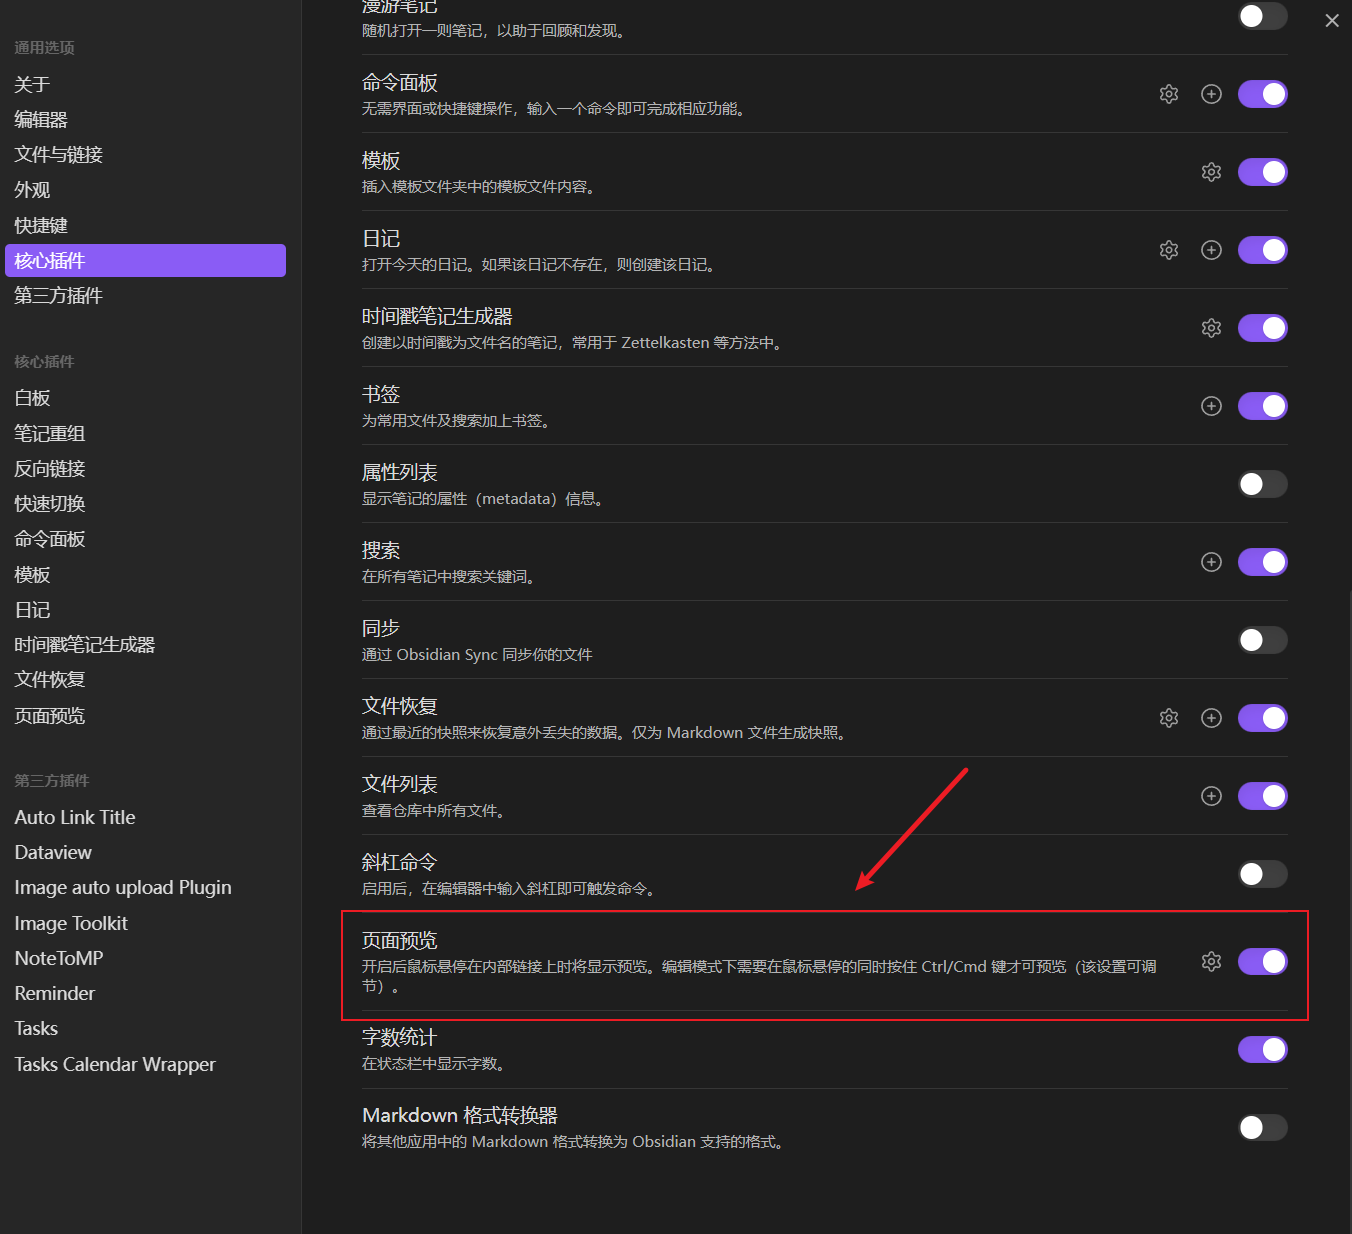 通用选项
关于
编辑器
文件与链接
外观
快捷键
核心插件
第三方插件
核心插件
白板
笔记重组
反向链接
快速切换
命令面板
模板
日记
时间戳笔记生成器
文件恢复
页面预览
第三方插件
Auto Link Title
Dataview
Image auto upload Plugin
Image Toolkit
NoteToMP
Reminder
Tasks
Tasks Calendar Wrapper
漫游笔记
随机打开一则笔记，以助于回顾和发现。
命令面板
无需界面或快捷键操作，输入一个命令即可完成相应功能。
模板
插入模板文件夹中的模板文件内容。
日记
打开今天的日记。如果该日记不存在，则创建该日记。
时间戳笔记生成器
创建以时间戳为文件名的笔记，常用于 Zettelkasten 等方法中。
书签
为常用文件及搜索加上书签。
属性列表
显示笔记的属性（metadata）信息。
搜索
在所有笔记中搜索关键词。
同步
通过 Obsidian Sync 同步你的文件
文件恢复
通过最近的快照来恢复意外丢失的数据。仅为 Markdown 文件生成快照。
文件列表
查看仓库中所有文件。
斜杠命令
启用后，在编辑器中输入斜杠即可触发命令。
页面预览
开启后鼠标悬停在内部链接上时将显示预览。编辑模式下需要在鼠标悬停的同时按住 Ctrl/Cmd 键才可预览（该设置可调
节）。
字数统计
在状态栏中显示字数。
Markdown 格式转换器
将其他应用中的 Markdown 格式转换为 Obsidian 支持的格式。